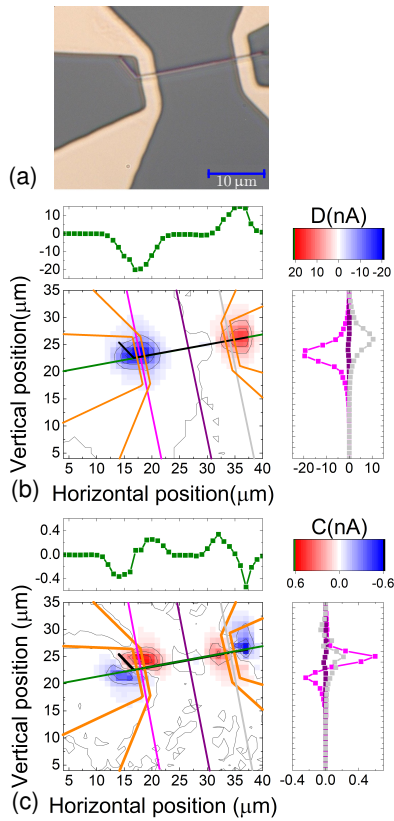 (a)
10 μm
10
0
-10
-20
D(nA)
20 10 0 -10 -20
35
30
25
20
15
10
5
Vertical position(μm)
5 10 15 20 25 30 35 40
-20 -10 0 10
(b) Horizontal position(μm)
0.4
0.0
-0.4
C(nA)
0.6 0.0 -0.6
35
30
25
20
15
10
5
Vertical position (μm)
5 10 15 20 25 30 35 40
-0.4 0.0 0.4
(c) Horizontal position (μm)